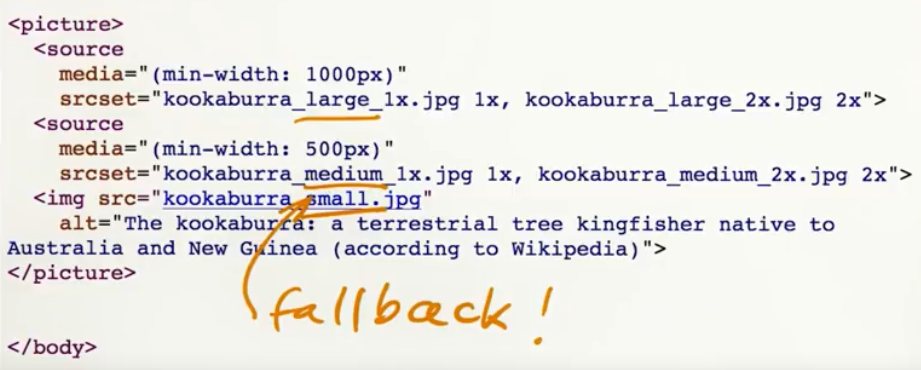 <picture>
<source
media="(min-width: 1000px)"
srcset="kookaburra_large_1x.jpg 1x, kookaburra_large_2x.jpg 2x">
<source
media="(min-width: 500px)"
srcset="kookaburra_medium_1x.jpg 1x, kookaburra_medium_2x.jpg 2x">
<img src="kookaburra_small.jpg"
alt="The kookaburra: a terrestrial tree kingfisher native to
Australia and New Guinea (according to Wikipedia)">
</picture>
fallback!
</body>